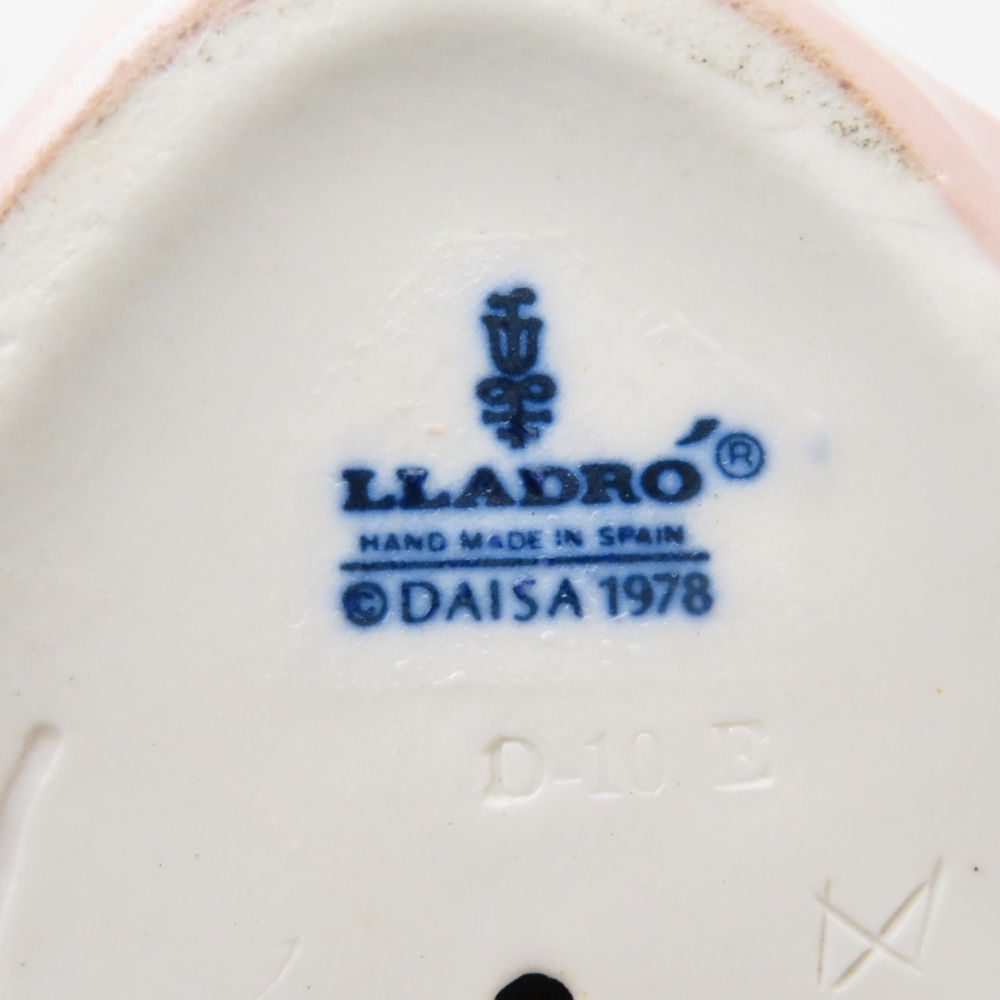 LLADRÓ®
HAND MADE IN SPAIN
© DAISA 1978
D-10 E